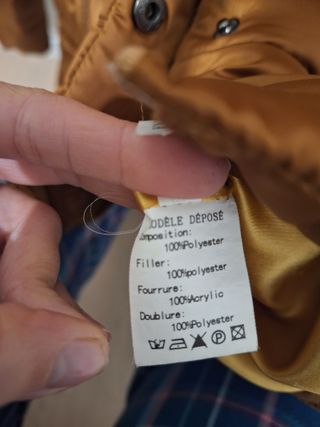 ODÈLE DÉPOSÉ
omposition:
100%Polyester
Filler:
100%polyester
Fourrure:
100%Acrylic
Doublure:
100%Polyester
P